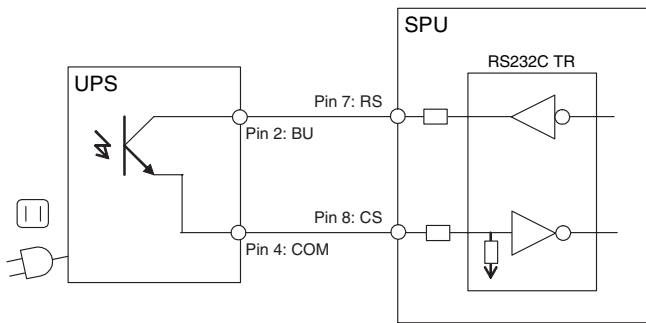 SPU
RS232C TR
UPS
Pin 7: RS
Pin 2: BU
Pin 8: CS
Pin 4: COM